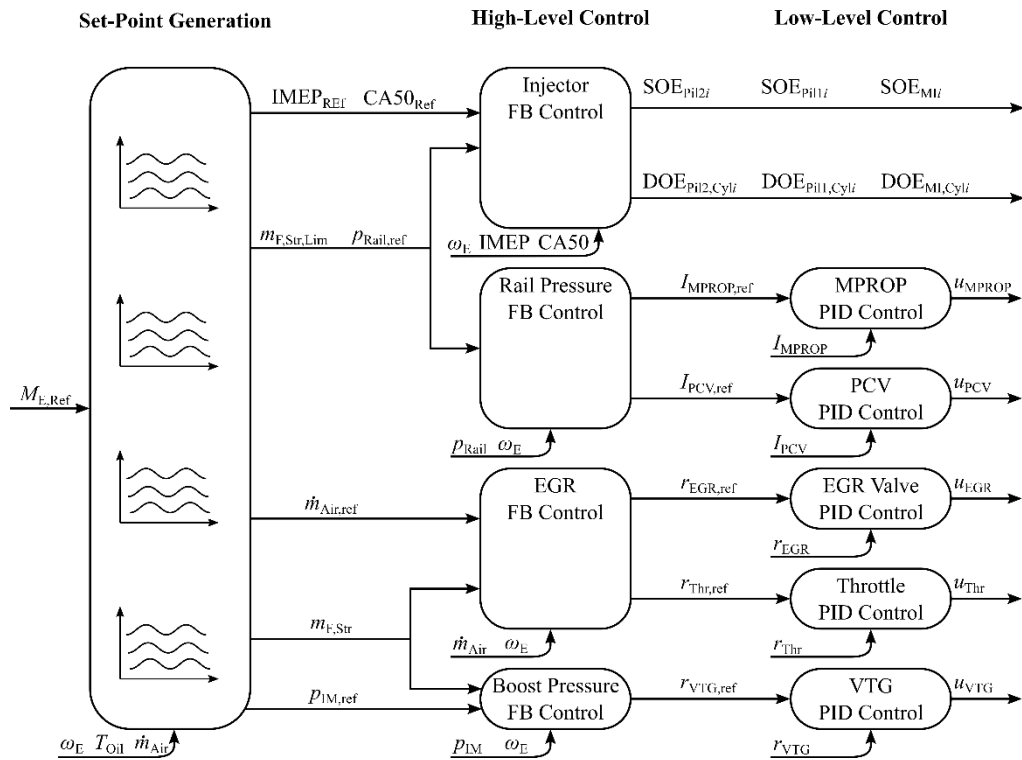 Set-Point Generation
High-Level Control
Low-Level Control
IMEP_REf CA50_Ref
Injector
FB Control
SOE_Pil2i SOE_Pil1i SOE_MIi
DOE_Pil2,Cyli DOE_Pil1,Cyli DOE_MI,Cyli
m_F,Str,Lim p_Rail,ref
ω_E IMEP CA50
Rail Pressure
FB Control
I_MPROP,ref
MPROP
PID Control
u_MPROP
I_MPROP
M_E,Ref
I_PCV,ref
PCV
PID Control
u_PCV
p_Rail ω_E
I_PCV
ṁ_Air,ref
EGR
FB Control
r_EGR,ref
EGR Valve
PID Control
u_EGR
r_EGR
m_F,Str
r_Thr,ref
Throttle
PID Control
u_Thr
ṁ_Air ω_E
r_Thr
p_IM,ref
Boost Pressure
FB Control
r_VTG,ref
VTG
PID Control
u_VTG
ω_E T_Oil ṁ_Air
p_IM ω_E
r_VTG